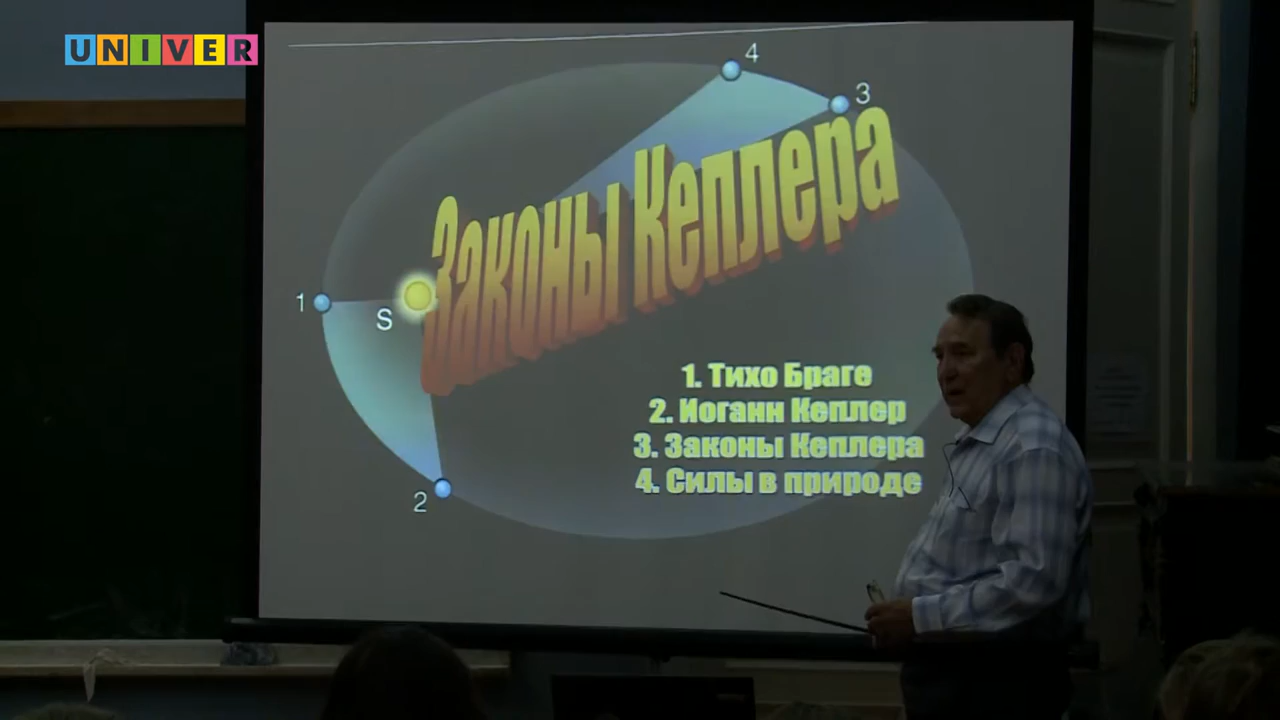 UNIVER
4
3
Законы Кеплера
1
S
1. Тихо Браге
2. Иоганн Кеплер
3. Законы Кеплера
4. Силы в природе
2